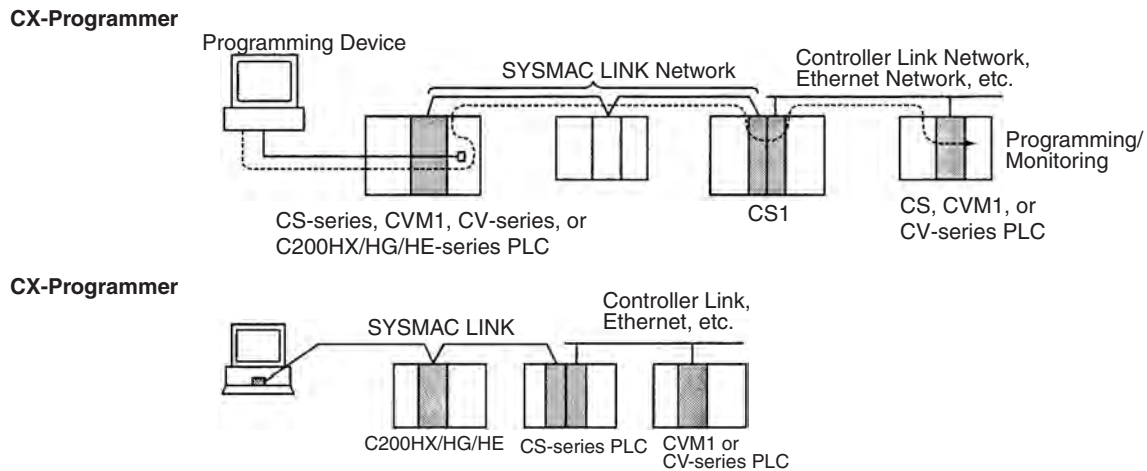 CX-Programmer
Programming Device
SYSMAC LINK Network
Controller Link Network,
Ethernet Network, etc.
Programming/
Monitoring
CS-series, CVM1, CV-series, or
C200HX/HG/HE-series PLC
CS1
CS, CVM1, or
CV-series PLC
CX-Programmer
SYSMAC LINK
Controller Link,
Ethernet, etc.
C200HX/HG/HE
CS-series PLC
CVM1 or
CV-series PLC